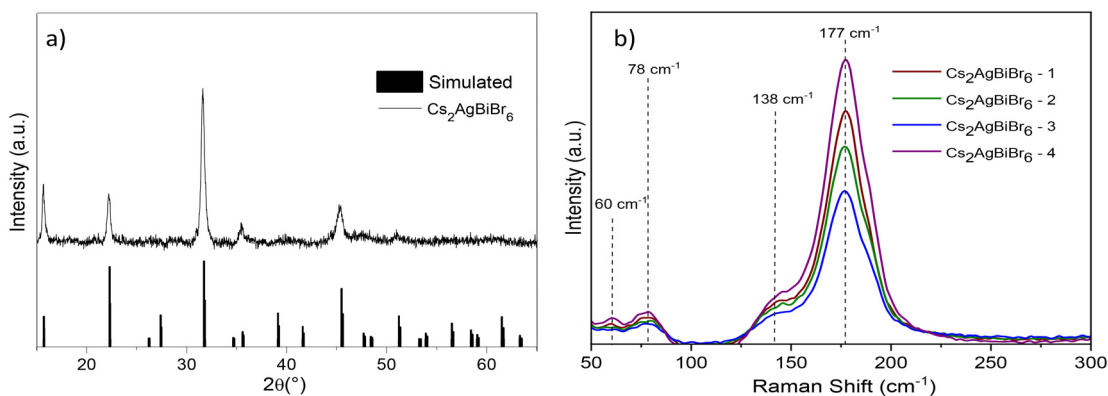 a)
Simulated
Cs₂AgBiBr₆
Intensity (a.u.)
20 30 40 50 60
2θ(°)
b)
177 cm⁻¹
78 cm⁻¹
138 cm⁻¹
60 cm⁻¹
Cs₂AgBiBr₆ - 1
Cs₂AgBiBr₆ - 2
Cs₂AgBiBr₆ - 3
Cs₂AgBiBr₆ - 4
Intensity (a.u.)
50 100 150 200 250 300
Raman Shift (cm⁻¹)